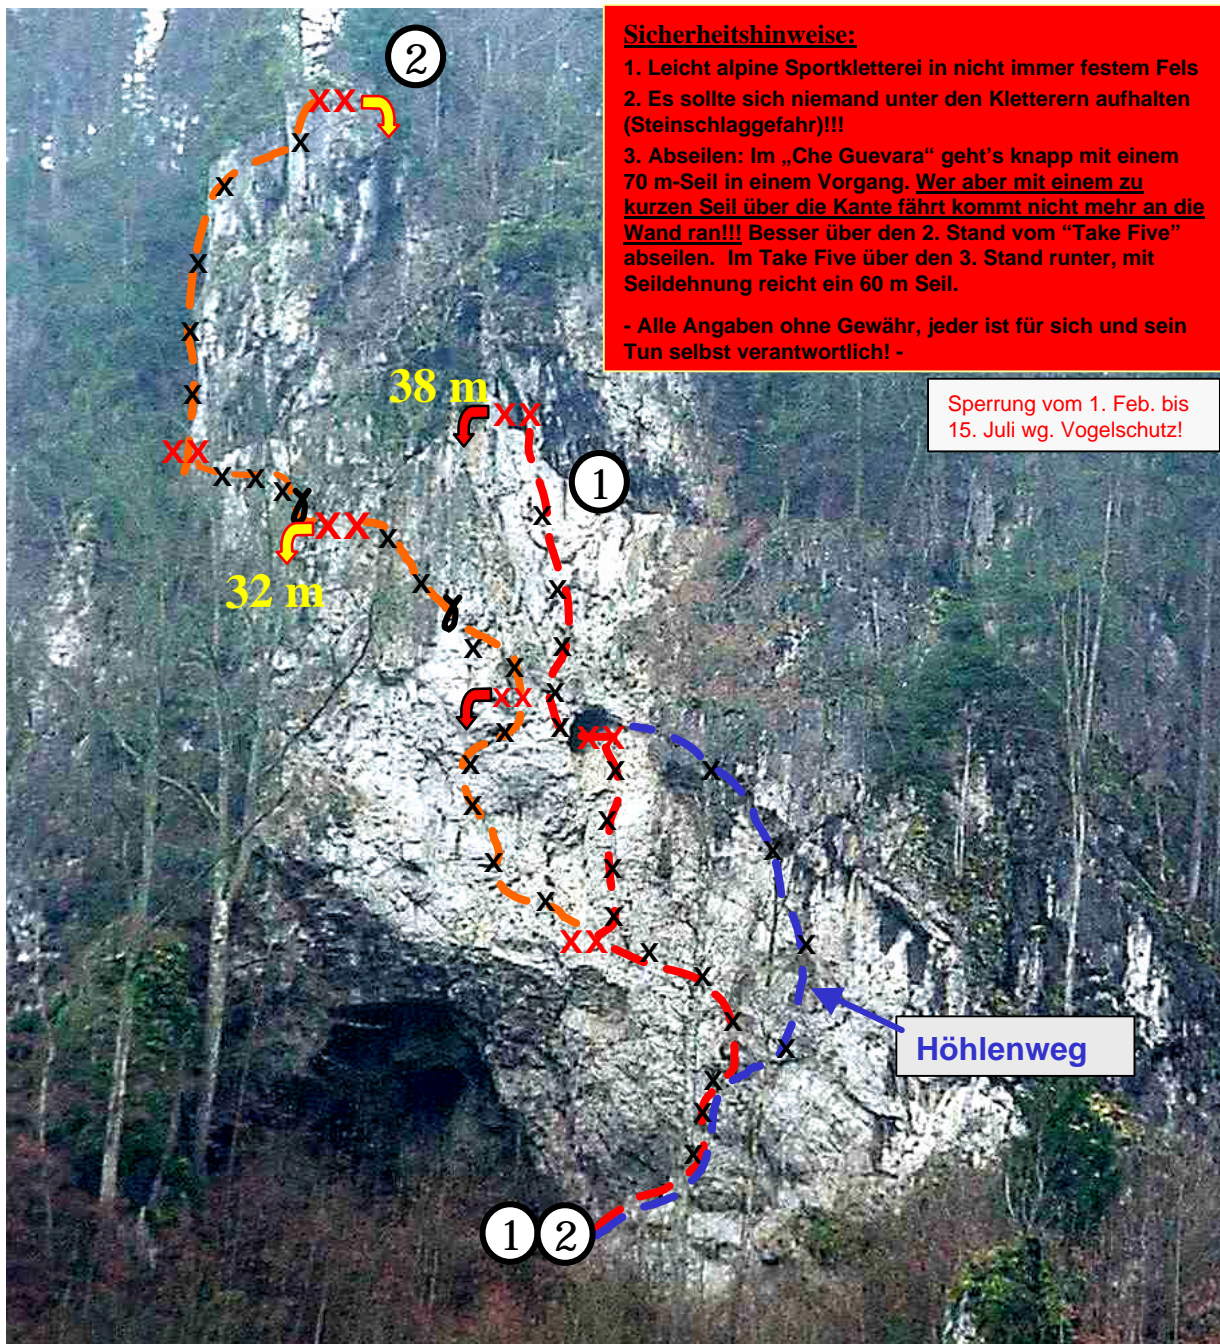 2
Sicherheitshinweise:
1. Leicht alpine Sportkletterei in nicht immer festem Fels
2. Es sollte sich niemand unter den Kletterern aufhalten
(Steinschlaggefahr)!!!
3. Abseilen: Im „Che Guevara“ geht's knapp mit einem
70 m-Seil in einem Vorgang. Wer aber mit einem zu
kurzen Seil über die Kante fährt kommt nicht mehr an die
Wand ran!!! Besser über den 2. Stand vom “Take Five”
abseilen. Im Take Five über den 3. Stand runter, mit
Seildehnung reicht ein 60 m Seil.
- Alle Angaben ohne Gewähr, jeder ist für sich und sein
Tun selbst verantwortlich! -
Sperrung vom 1. Feb. bis
15. Juli wg. Vogelschutz!
38 m
1
32 m
Höhlenweg
1 2